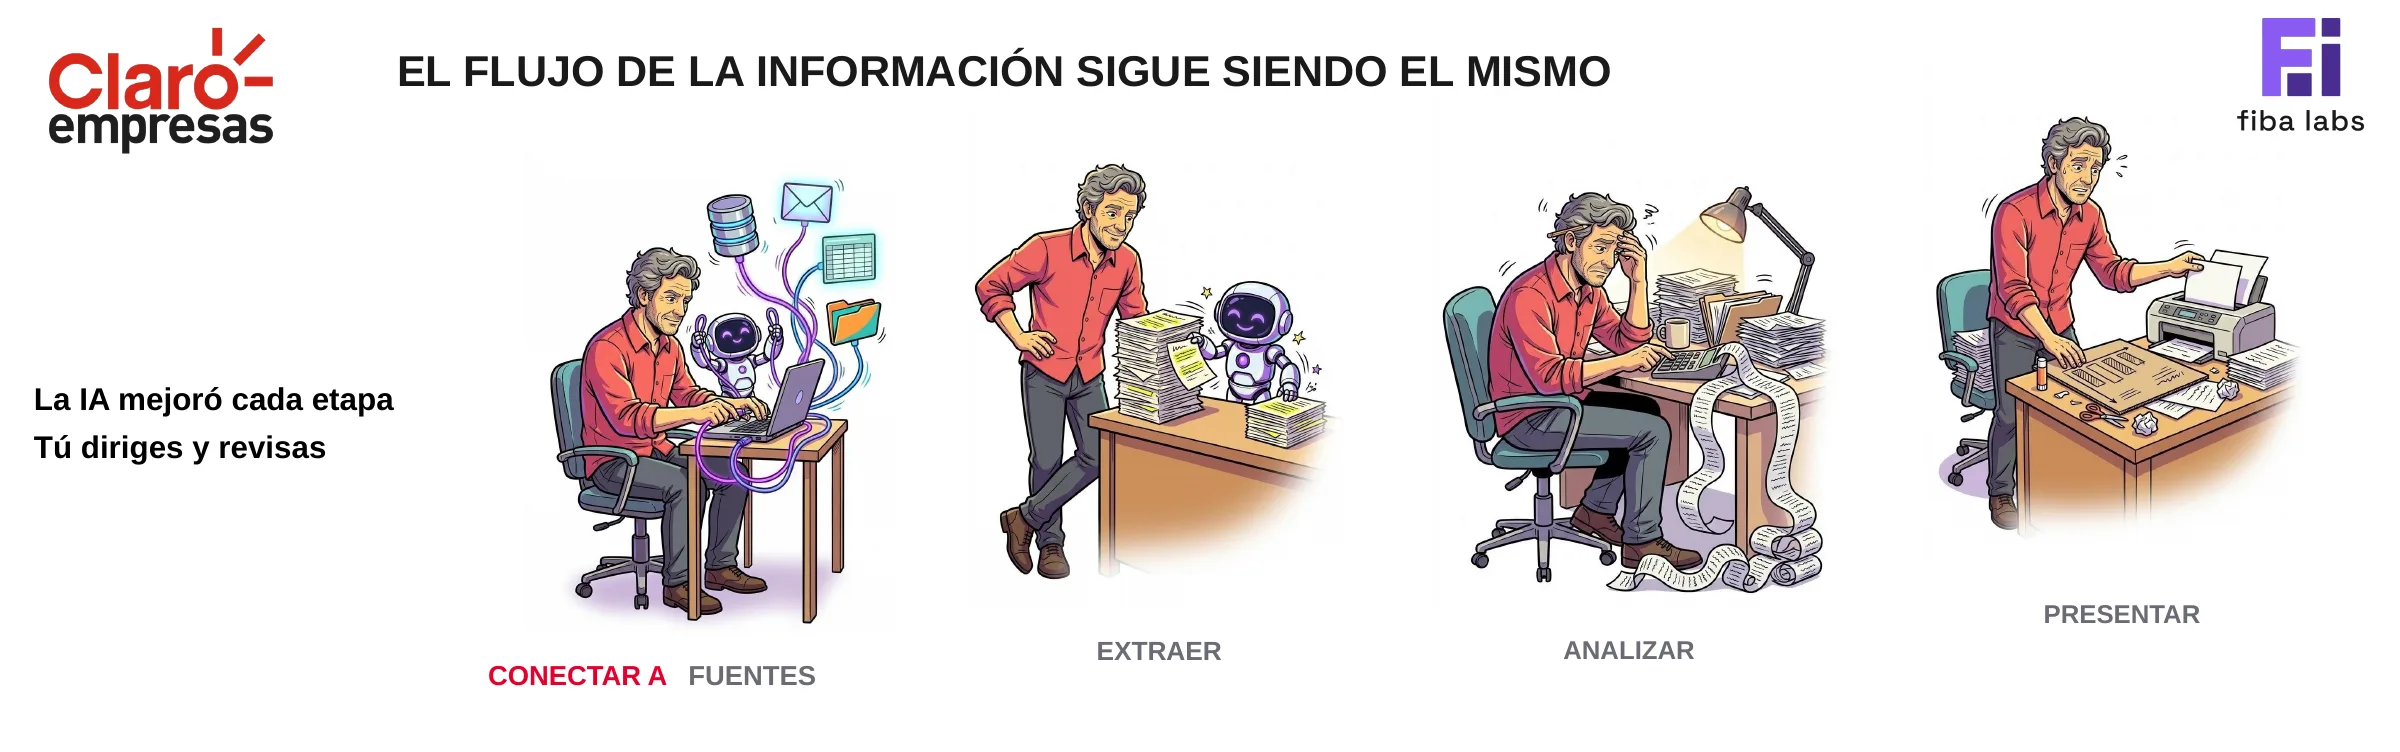 Claro
empresas
EL FLUJO DE LA INFORMACIÓN SIGUE SIENDO EL MISMO
Fi
fiba labs
La IA mejoró cada etapa
Tú diriges y revisas
CONECTAR A FUENTES
EXTRAER
ANALIZAR
PRESENTAR